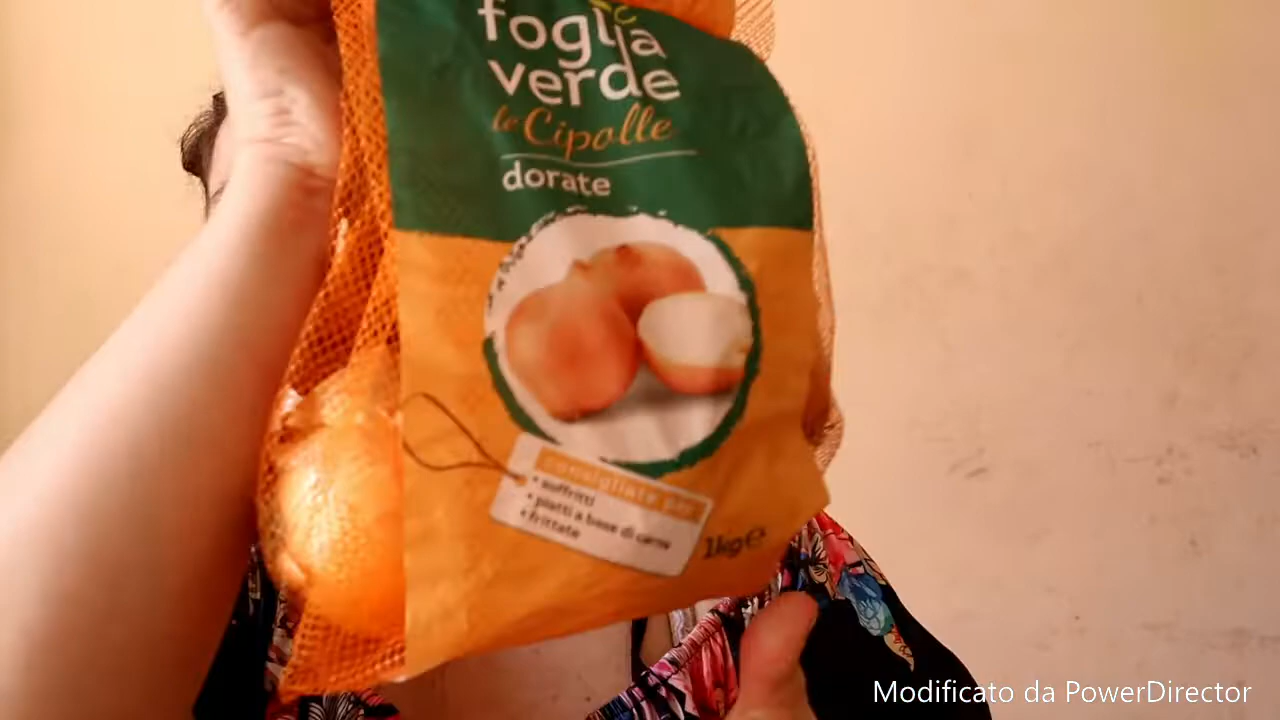 foglia
verde
le Cipolle
dorate
consigliate per
• soffritti
• piatti a base di carne
• frittate
1kg e
Modificato da PowerDirector